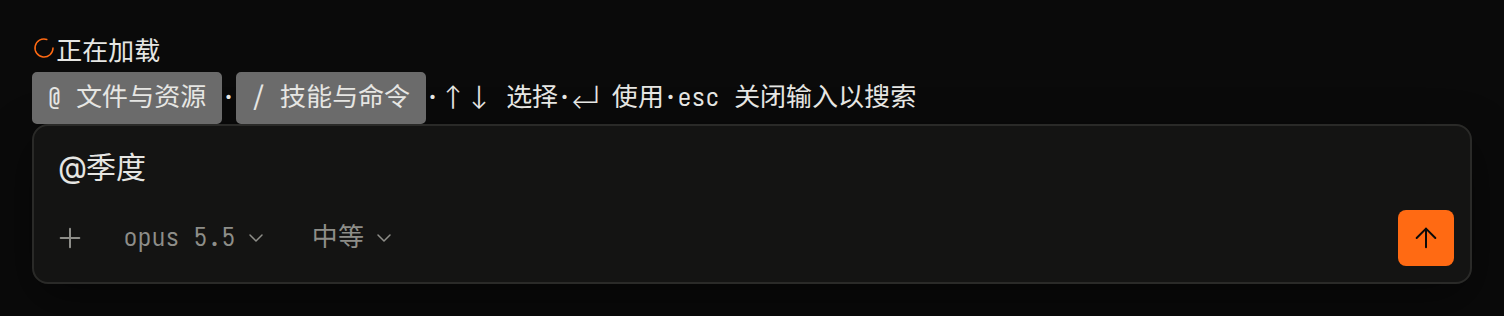 正在加载
@ 文件与资源 · / 技能与命令 · ↑↓ 选择·↵ 使用·esc 关闭输入以搜索
@季度
opus 5.5 中等